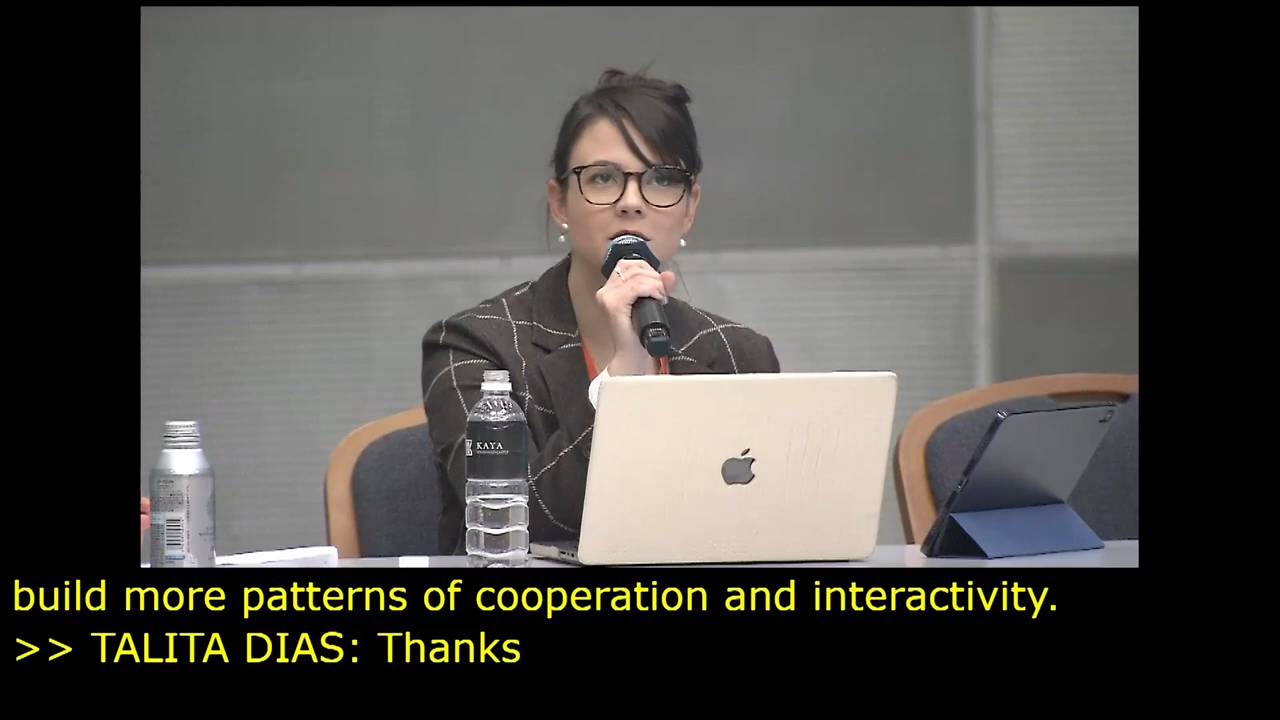 KAYA
build more patterns of cooperation and interactivity.
>> TALITA DIAS: Thanks